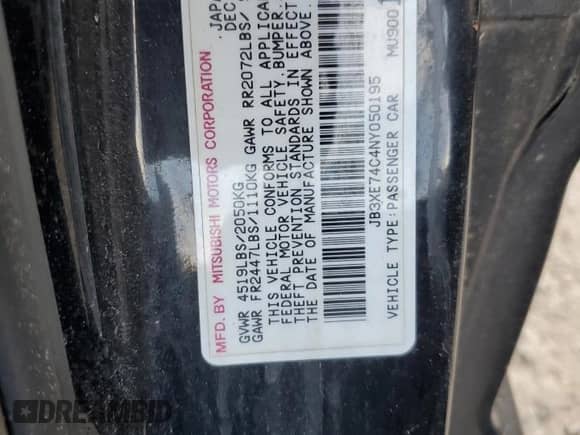 MFD. BY MITSUBISHI MOTORS CORPORATION JAPA
DEC
GVWR 4519LBS/2050KG
GAWR FR2447LBS/1110KG GAWR RR2072LBS/
THIS VEHICLE CONFORMS TO ALL APPLICA
FEDERAL MOTOR VEHICLE SAFETY, BUMPER,
THEFT PREVENTION STANDARDS IN EFFECT
THE DATE OF MANUFACTURE SHOWN ABOVE.
JB3XE74C4NY050195
VEHICLE TYPE:PASSENGER CAR MU900
DREAMBID